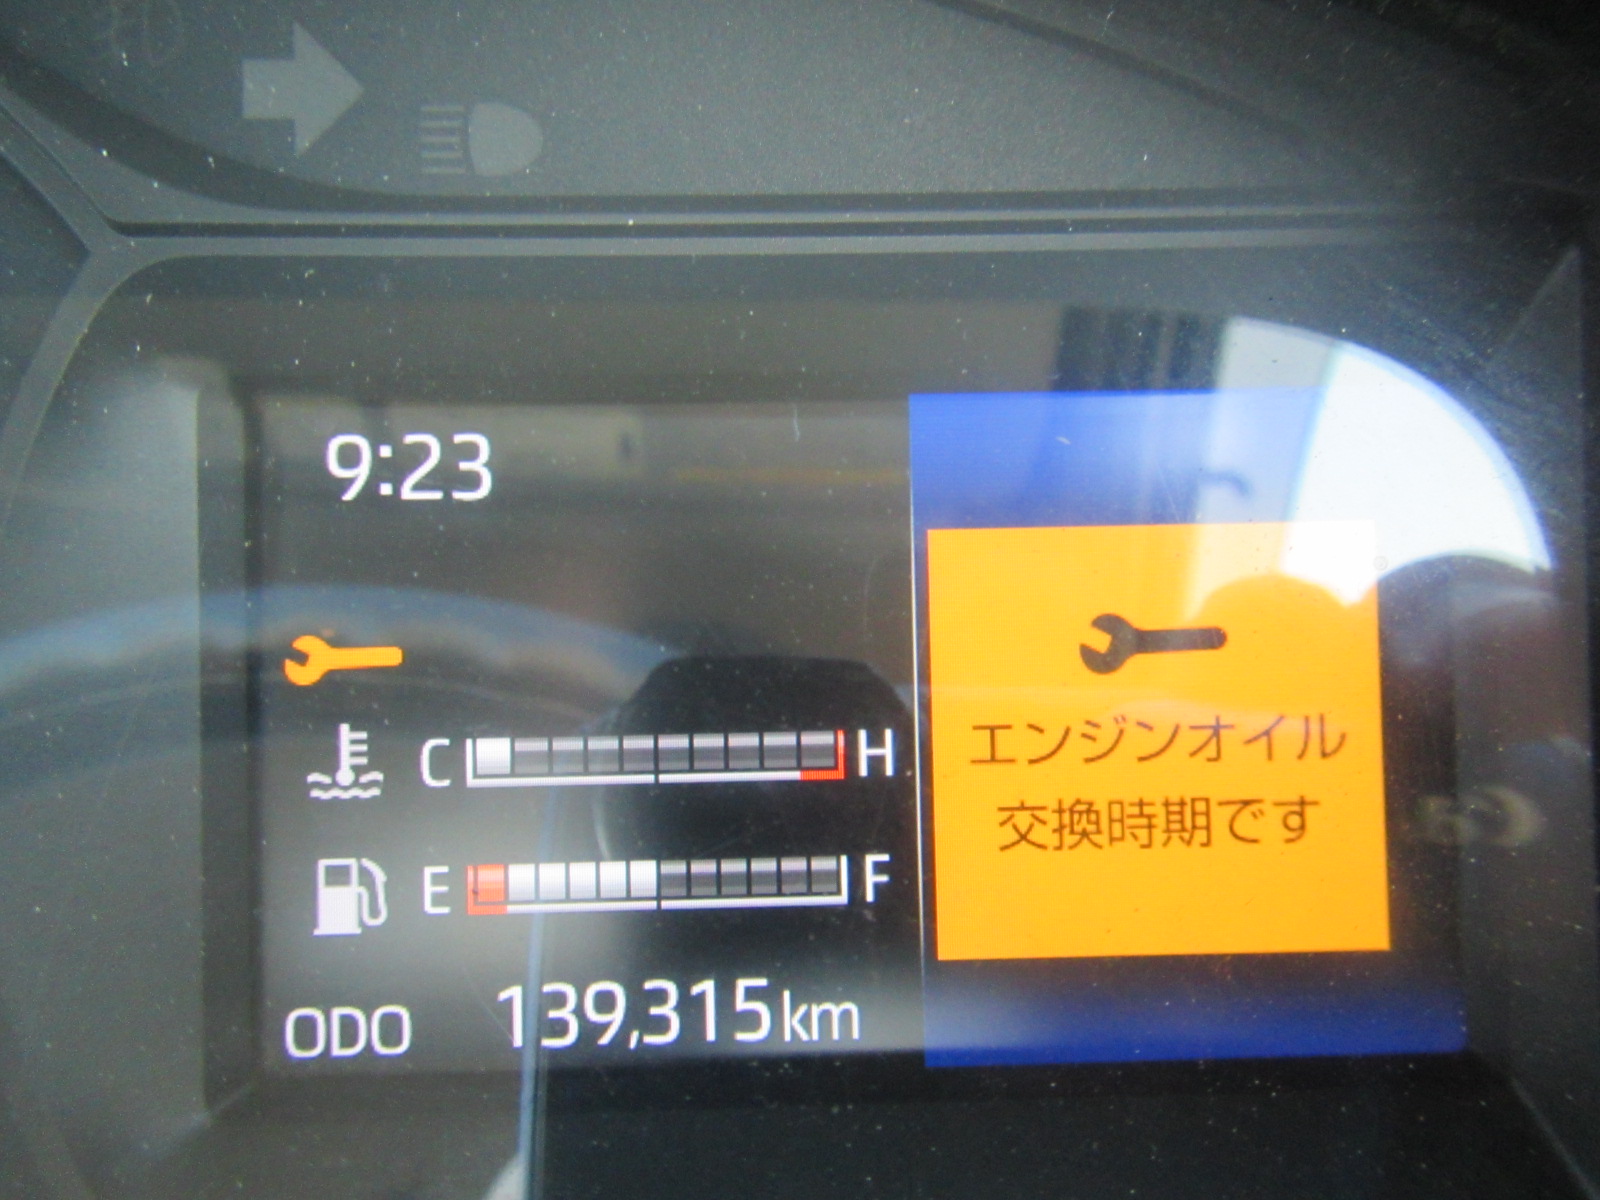 9:23
C H
エンジンオイル
交換時期です
E F
ODO 139,315km